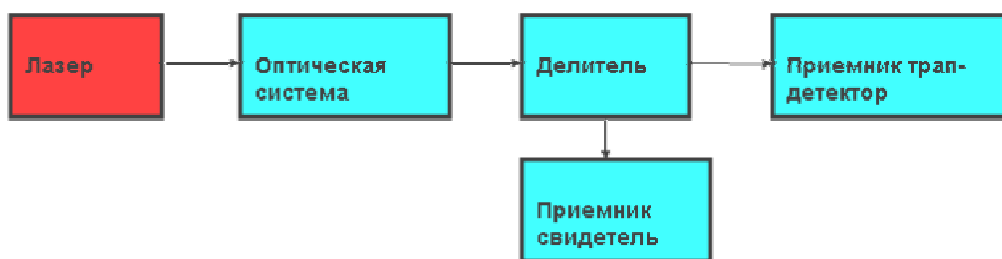 Лазер
Оптическая
система
Делитель
Приемник трап-
детектор
Приемник
свидетель